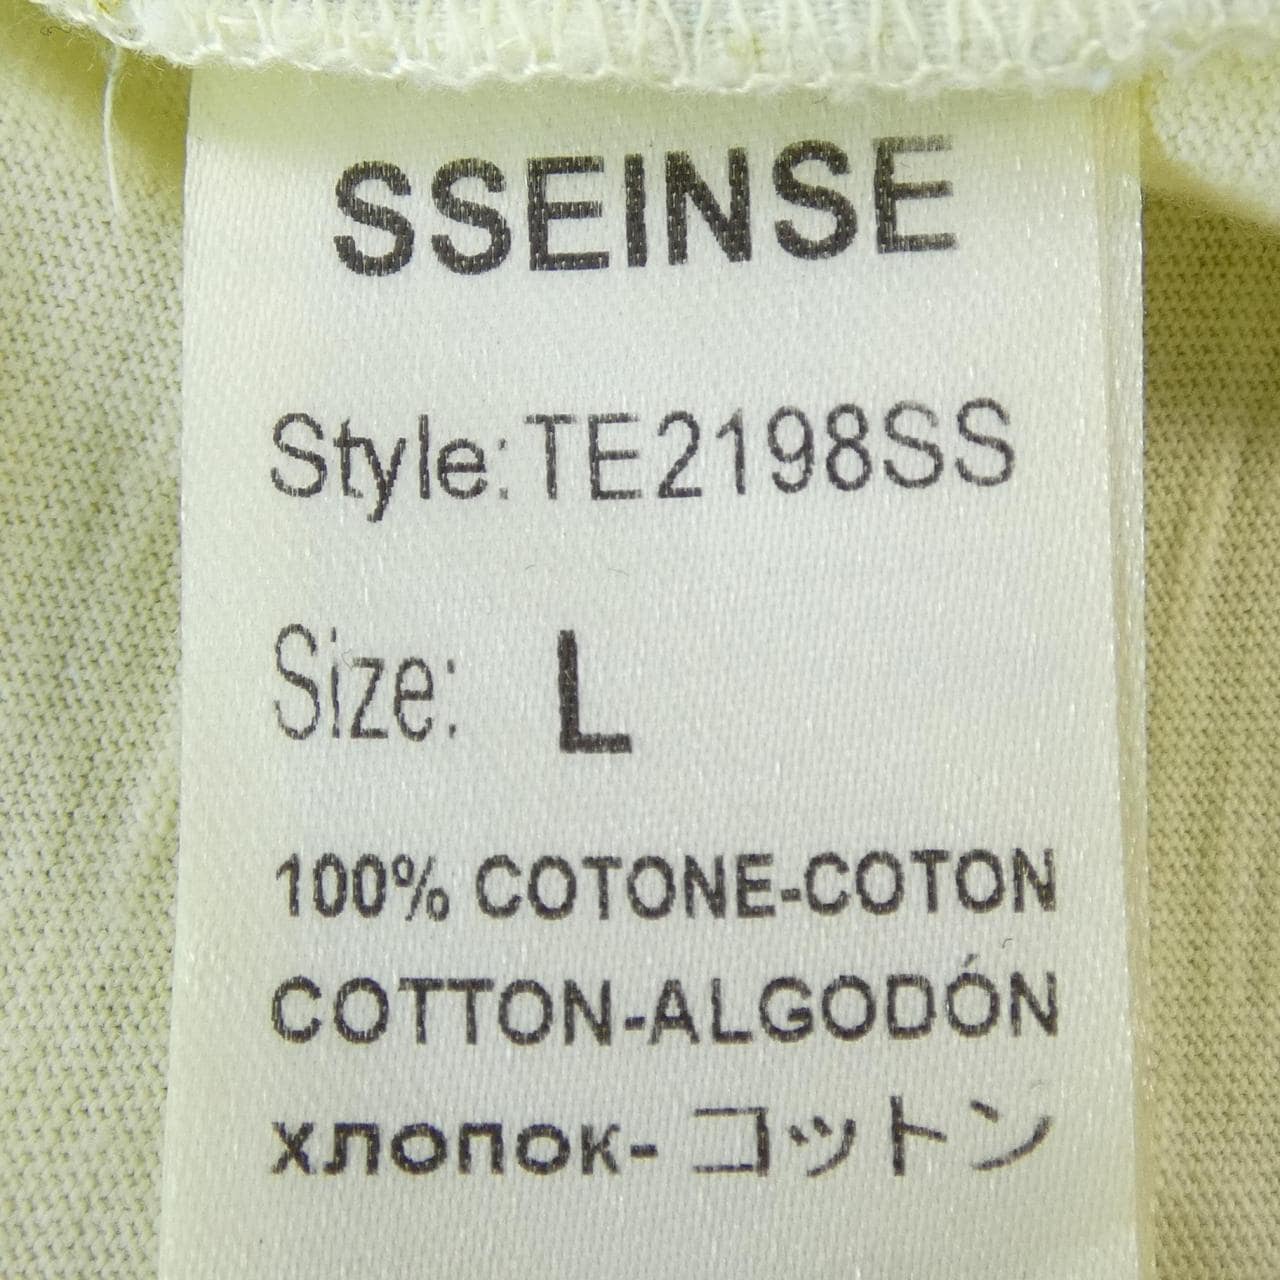 SSEINSE
Style:TE2198SS
Size: L
100% COTONE-COTON
COTTON-ALGODÓN
хлопок- コットン